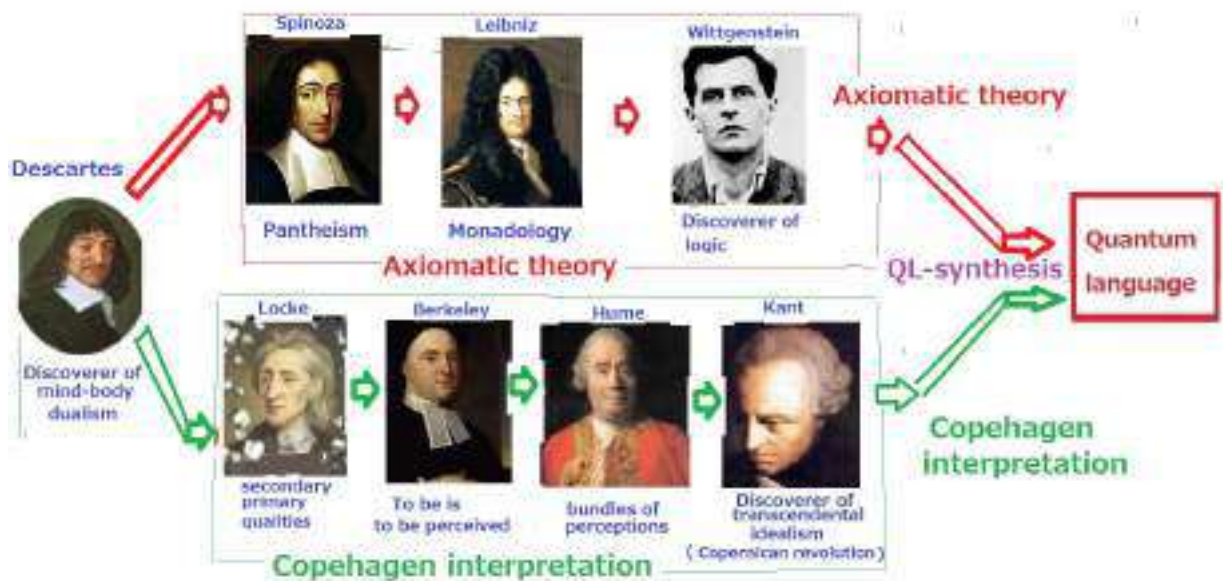 Spinoza
Leibniz
Wittgenstein
Axiomatic theory
Descartes
Pantheism
Monadology
Discoverer of
logic
Axiomatic theory
QL-synthesis
Quantum
language
Discoverer of
mind-body
dualism
Locke
Berkeley
Hume
Kant
secondary
primary
qualities
To be is
to be perceived
bundles of
perceptions
Discoverer of
transcendental
idealism
( Copernican revolution )
Copehagen
interpretation
Copehagen interpretation